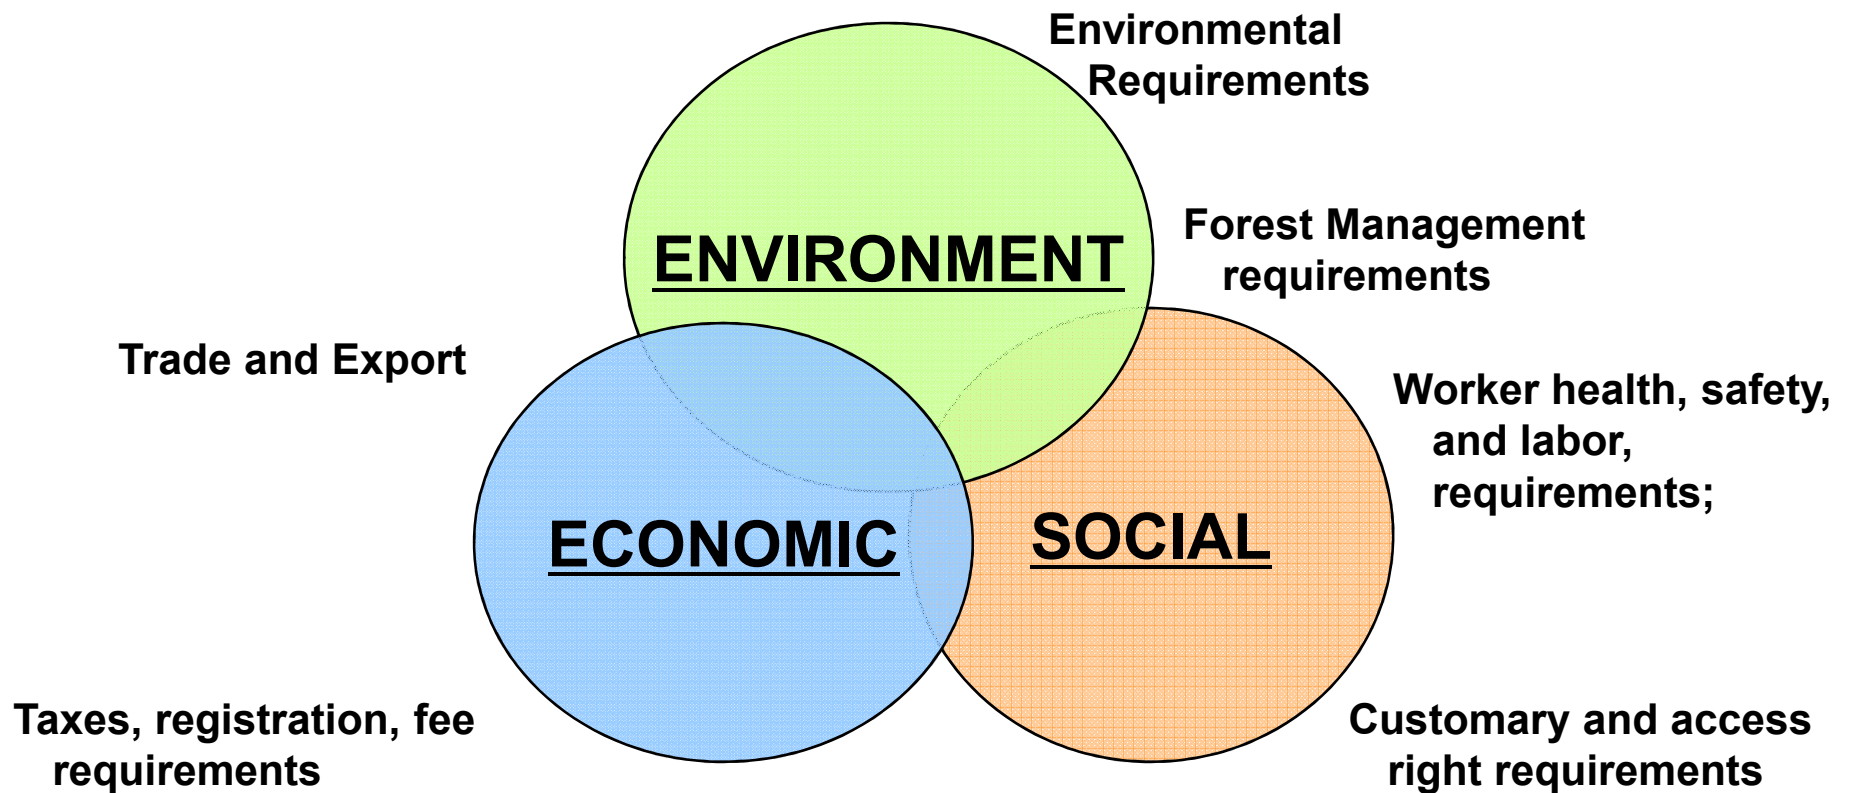 Environmental
Requirements
ENVIRONMENT
Forest Management
requirements
Trade and Export
Worker health, safety,
and labor,
requirements;
ECONOMIC
SOCIAL
Taxes, registration, fee
requirements
Customary and access
right requirements